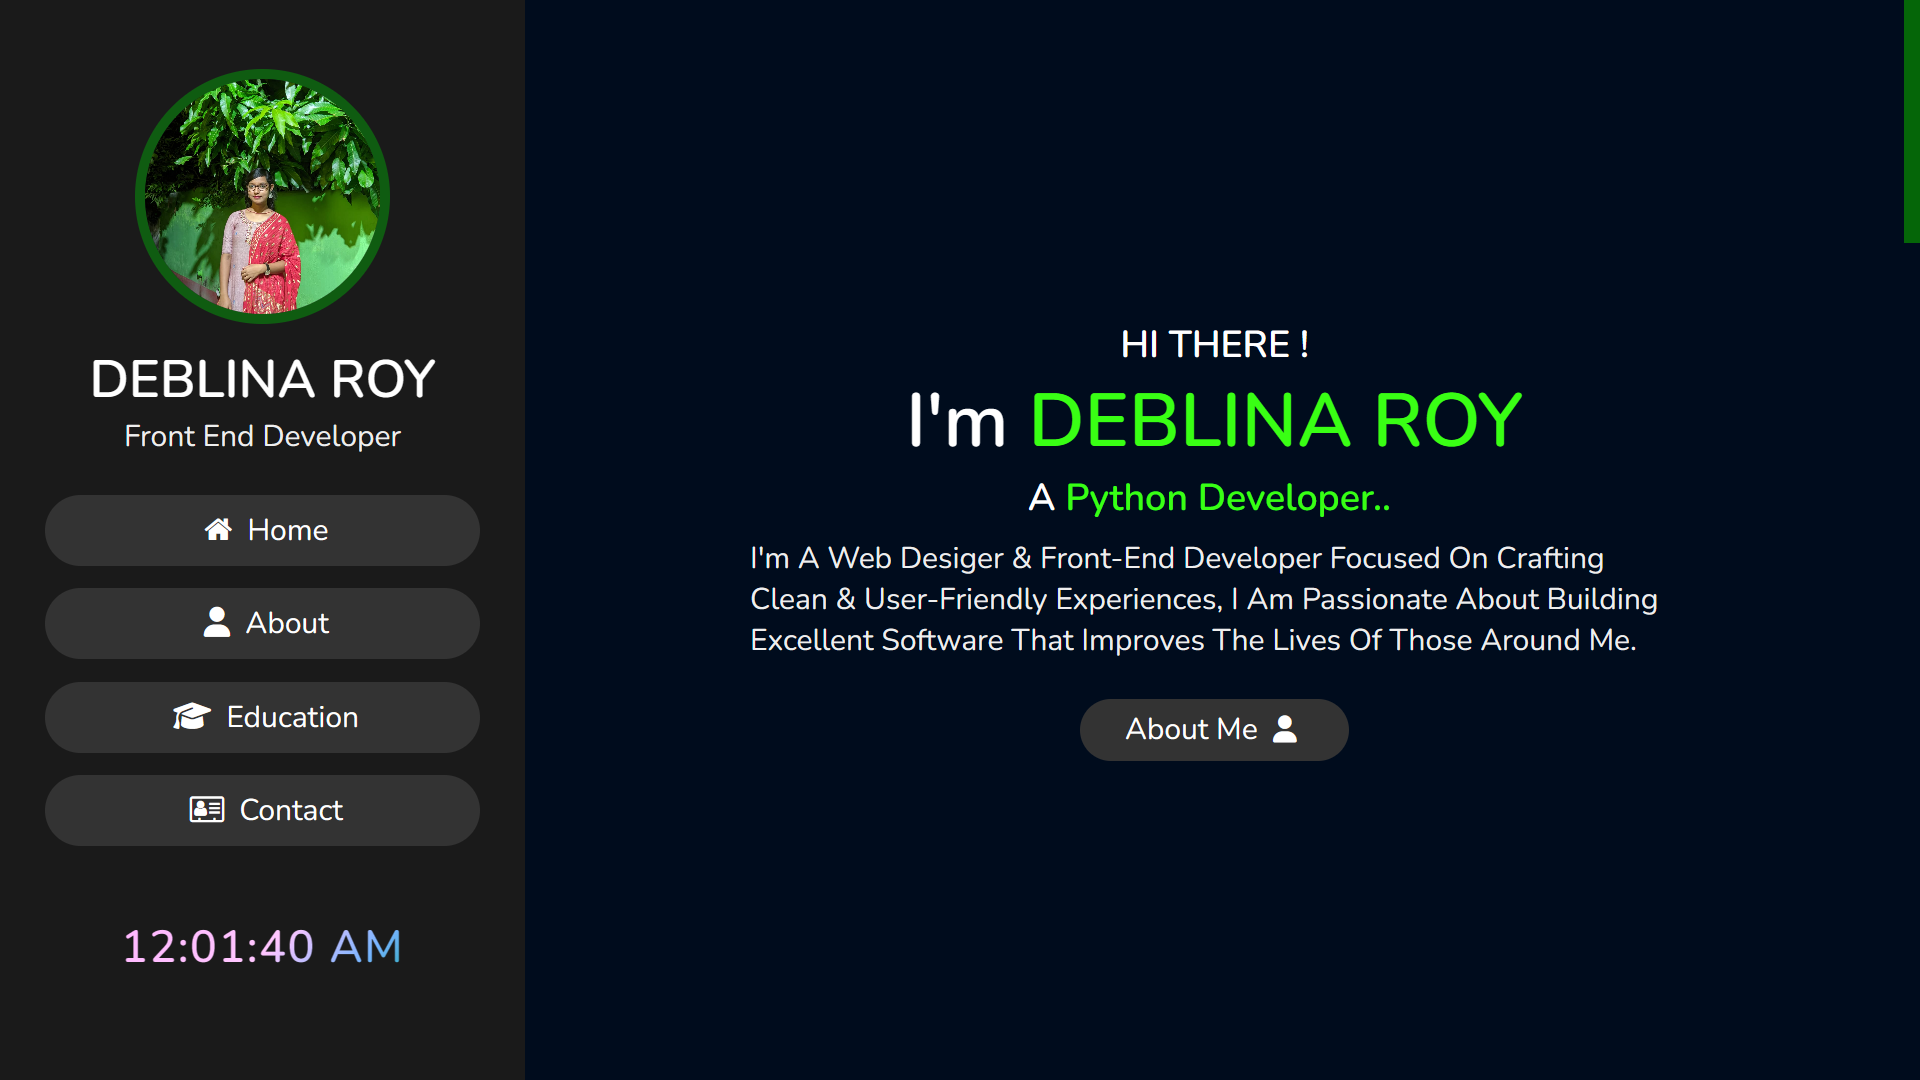 DEBLINA ROY
Front End Developer
Home
About
Education
Contact
12:01:40 AM
HI THERE !
I'm DEBLINA ROY
A Python Developer..
I'm A Web Desiger & Front-End Developer Focused On Crafting
Clean & User-Friendly Experiences, I Am Passionate About Building
Excellent Software That Improves The Lives Of Those Around Me.
About Me